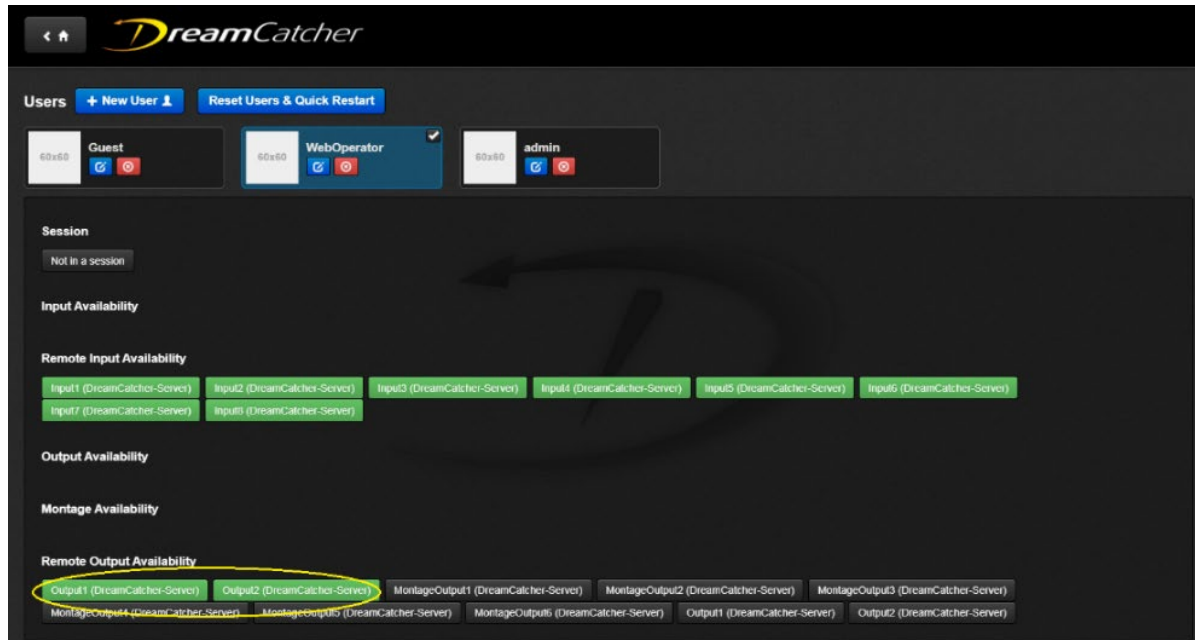 DreamCatcher
Users + New User Reset Users & Quick Restart
60x60 Guest 60x60 WebOperator 60x60 admin
Session
Not in a session
Input Availability
Remote Input Availability
Input1 (DreamCatcher-Server) Input2 (DreamCatcher-Server) Input3 (DreamCatcher-Server) Input4 (DreamCatcher-Server) Input5 (DreamCatcher-Server) Input6 (DreamCatcher-Server)
Input7 (DreamCatcher-Server) Input8 (DreamCatcher-Server)
Output Availability
Montage Availability
Remote Output Availability
Output1 (DreamCatcher-Server) Output2 (DreamCatcher-Server) MontageOutput1 (DreamCatcher-Server) MontageOutput2 (DreamCatcher-Server) MontageOutput3 (DreamCatcher-Server)
MontageOutput4 (DreamCatcher-Server) MontageOutput5 (DreamCatcher-Server) MontageOutput6 (DreamCatcher-Server) Output1 (DreamCatcher-Server) Output2 (DreamCatcher-Server)